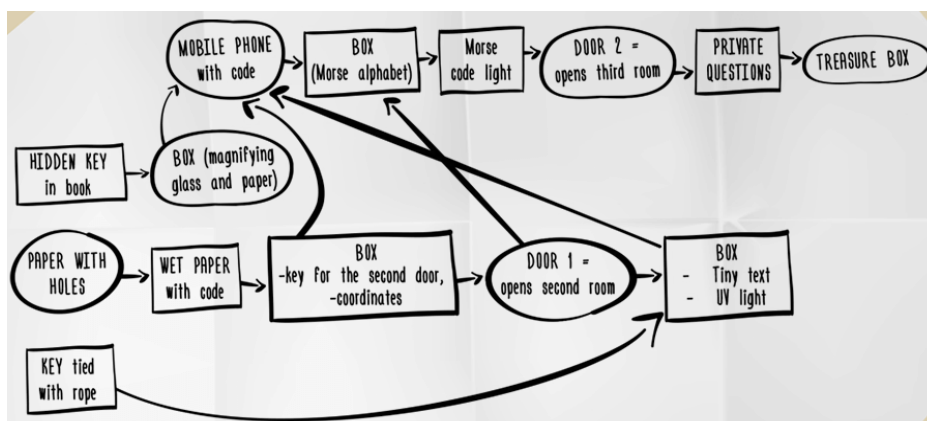 MOBILE PHONE
with code
BOX
(Morse alphabet)
Morse
code light
DOOR 2 =
opens third room
PRIVATE
QUESTIONS
TREASURE BOX
HIDDEN KEY
in book
BOX (magnifying
glass and paper)
PAPER WITH
HOLES
WET PAPER
with code
BOX
-key for the second door,
-coordinates
DOOR 1 =
opens second room
BOX
- Tiny text
- UV light
KEY tied
with rope